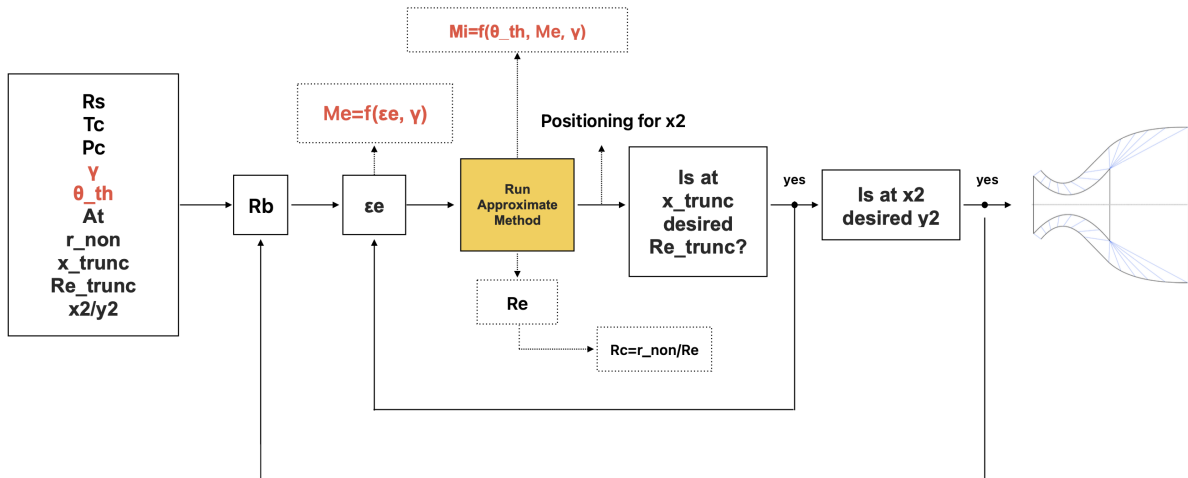 Mi=f(θ_th, Me, γ)
Rs
Tc
Pc
γ
θ_th
At
r_non
x_trunc
Re_trunc
x2/y2
Me=f(εe, γ)
Rb
εe
Run
Approximate
Method
Positioning for x2
Is at
x_trunc
desired
Re_trunc?
yes
Is at x2
desired y2
yes
Re
Rc=r_non/Re